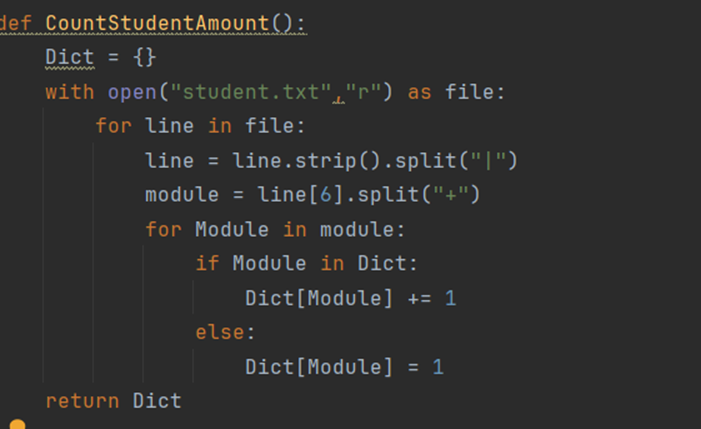 def CountStudentAmount():
    Dict = {}
    with open("student.txt","r") as file:
        for line in file:
            line = line.strip().split("|")
            module = line[6].split("+")
            for Module in module:
                if Module in Dict:
                    Dict[Module] += 1
                else:
                    Dict[Module] = 1
    return Dict